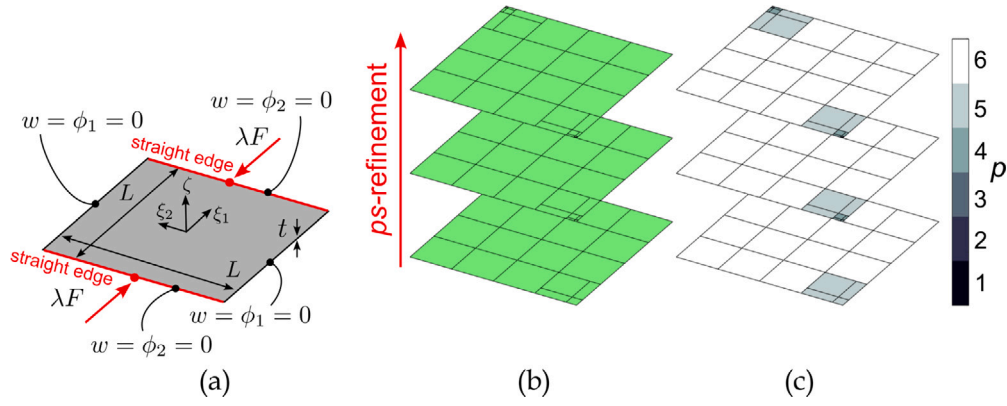 w = ϕ₂ = 0
w = ϕ₁ = 0
λF
straight edge
L
ζ
ξ₂
ξ₁
t
L
straight edge
λF
w = ϕ₁ = 0
w = ϕ₂ = 0
(a)
ps-refinement
(b)
6
5
4
p
3
2
1
(c)